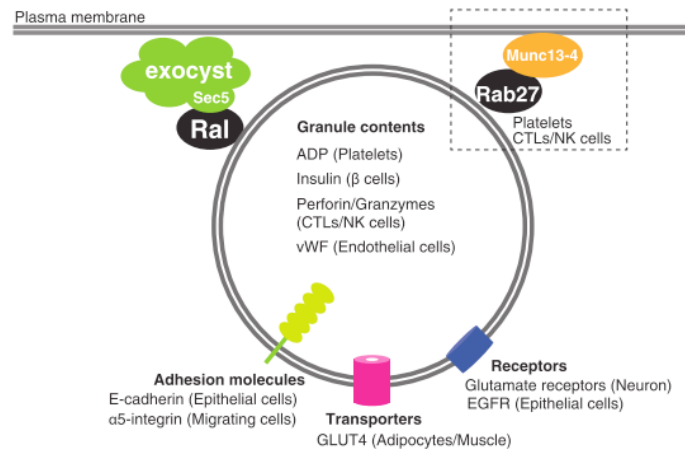 Plasma membrane
exocyst
Sec5
Ral
Munc13-4
Rab27
Platelets
CTLs/NK cells
Granule contents
ADP (Platelets)
Insulin (β cells)
Perforin/Granzymes
(CTLs/NK cells)
vWF (Endothelial cells)
Adhesion molecules
E-cadherin (Epithelial cells)
α5-integrin (Migrating cells)
Transporters
GLUT4 (Adipocytes/Muscle)
Receptors
Glutamate receptors (Neuron)
EGFR (Epithelial cells)